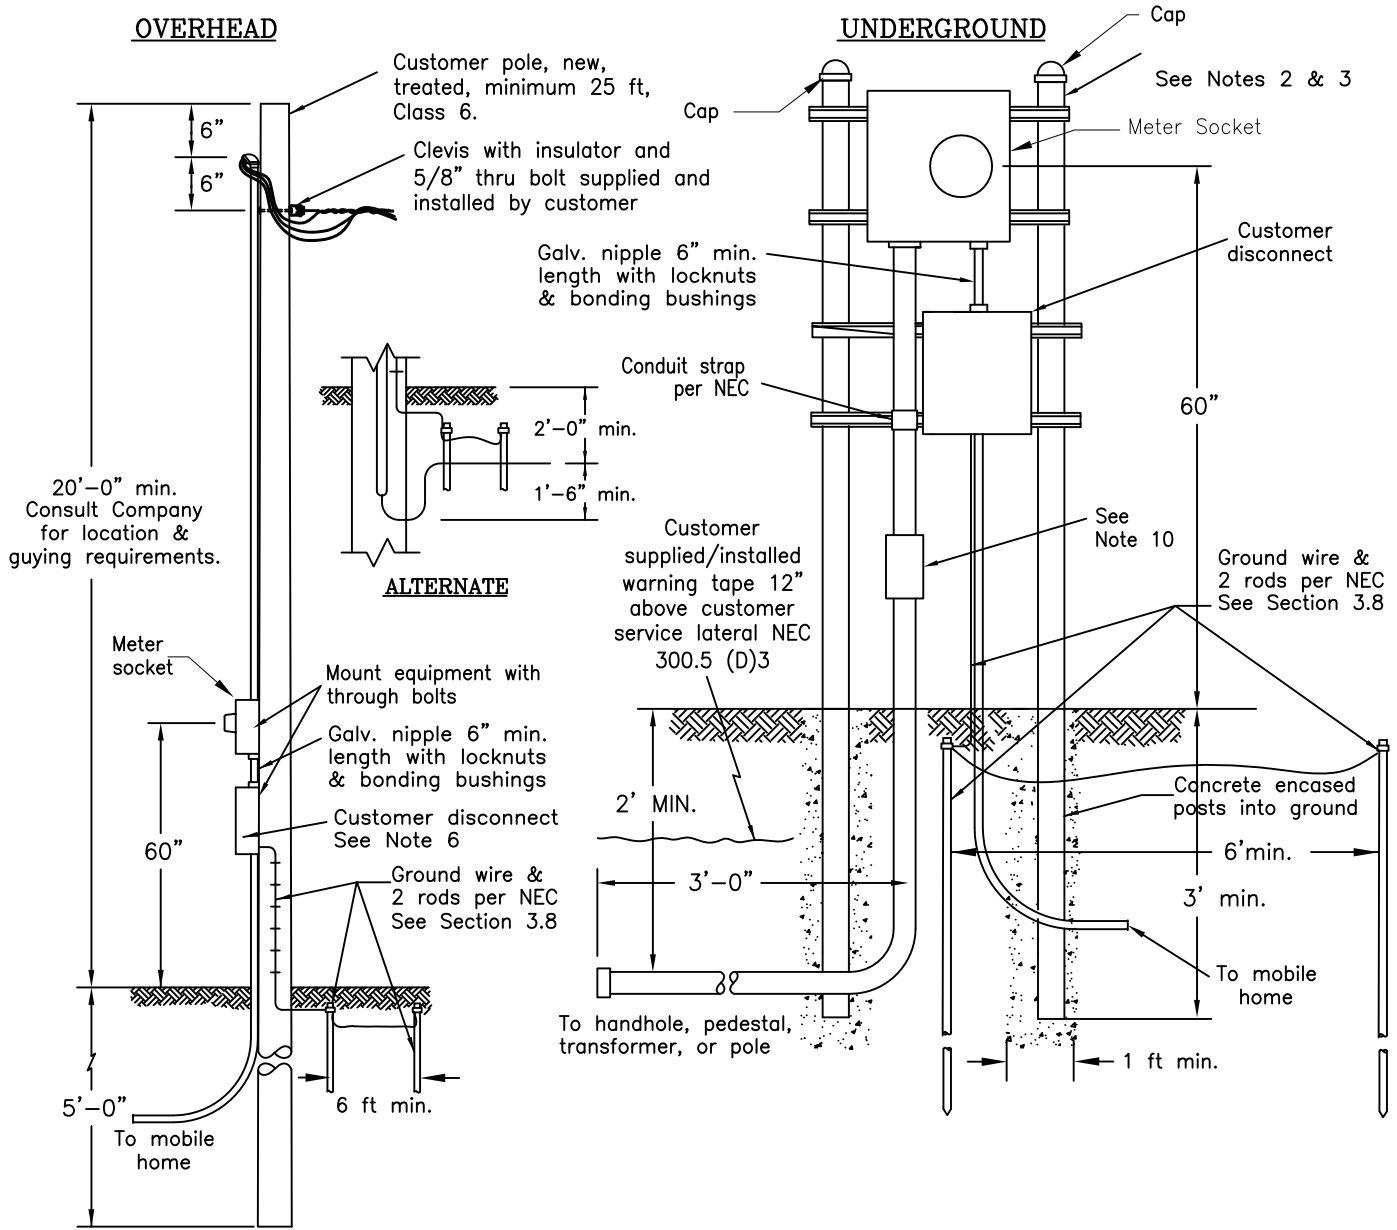 OVERHEAD
Customer pole, new,
treated, minimum 25 ft,
Class 6.
6"
6"
Clevis with insulator and
5/8" thru bolt supplied and
installed by customer
20'-0" min.
Consult Company
for location &
guying requirements.
2'-0" min.
1'-6" min.
ALTERNATE
Meter
socket
Mount equipment with
through bolts
Galv. nipple 6" min.
length with locknuts
& bonding bushings
Customer disconnect
See Note 6
60"
Ground wire &
2 rods per NEC
See Section 3.8
6 ft min.
5'-0"
To mobile
home
UNDERGROUND
Cap
Cap
See Notes 2 & 3
Meter Socket
Customer
disconnect
Galv. nipple 6" min.
length with locknuts
& bonding bushings
Conduit strap
per NEC
60"
Customer
supplied/installed
warning tape 12"
above customer
service lateral NEC
300.5 (D)3
See
Note 10
Ground wire &
2 rods per NEC
See Section 3.8
2' MIN.
Concrete encased
posts into ground
6'min.
3'-0"
3' min.
To mobile
home
To handhole, pedestal,
transformer, or pole
1 ft min.